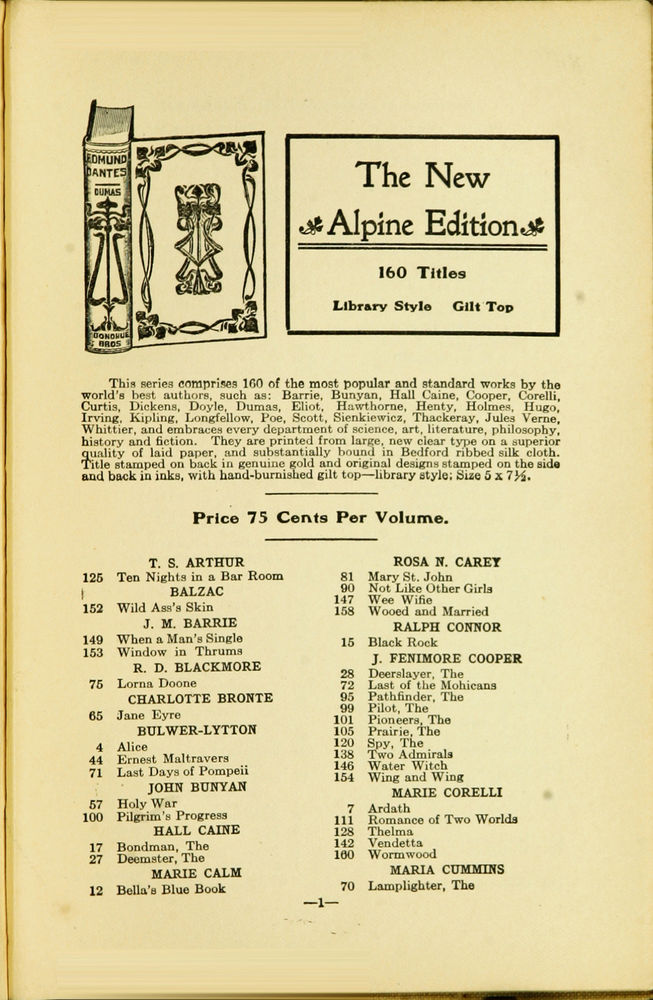 EDMUND
DANTES
DUMAS
DONOHUE
BROS
The New
Alpine Edition
160 Titles
Library Style Gilt Top
This series comprises 160 of the most popular and standard works by the
world's best authors, such as: Barrie, Bunyan, Hall Caine, Cooper, Corelli,
Curtis, Dickens, Doyle, Dumas, Eliot, Hawthorne, Henty, Holmes, Hugo,
Irving, Kipling, Longfellow, Poe, Scott, Sienkiewicz, Thackeray, Jules Verne,
Whittier, and embraces every department of science, art, literature, philosophy,
history and fiction. They are printed from large, new clear type on a superior
quality of laid paper, and substantially bound in Bedford ribbed silk cloth.
Title stamped on back in genuine gold and original designs stamped on the side
and back in inks, with hand-burnished gilt top—library style; Size 5 x 7½.
Price 75 Cents Per Volume.
T. S. ARTHUR
125 Ten Nights in a Bar Room
BALZAC
152 Wild Ass's Skin
J. M. BARRIE
149 When a Man's Single
153 Window in Thrums
R. D. BLACKMORE
75 Lorna Doone
CHARLOTTE BRONTE
65 Jane Eyre
BULWER-LYTTON
4 Alice
44 Ernest Maltravers
71 Last Days of Pompeii
JOHN BUNYAN
57 Holy War
100 Pilgrim's Progress
HALL CAINE
17 Bondman, The
27 Deemster, The
MARIE CALM
12 Bella's Blue Book
ROSA N. CAREY
81 Mary St. John
90 Not Like Other Girls
147 Wee Wifie
158 Wooed and Married
RALPH CONNOR
15 Black Rock
J. FENIMORE COOPER
28 Deerslayer, The
72 Last of the Mohicans
95 Pathfinder, The
99 Pilot, The
101 Pioneers, The
105 Prairie, The
120 Spy, The
138 Two Admirals
146 Water Witch
154 Wing and Wing
MARIE CORELLI
7 Ardath
111 Romance of Two Worlds
128 Thelma
142 Vendetta
160 Wormwood
MARIA CUMMINS
70 Lamplighter, The
—1—